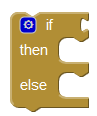 if
then
else